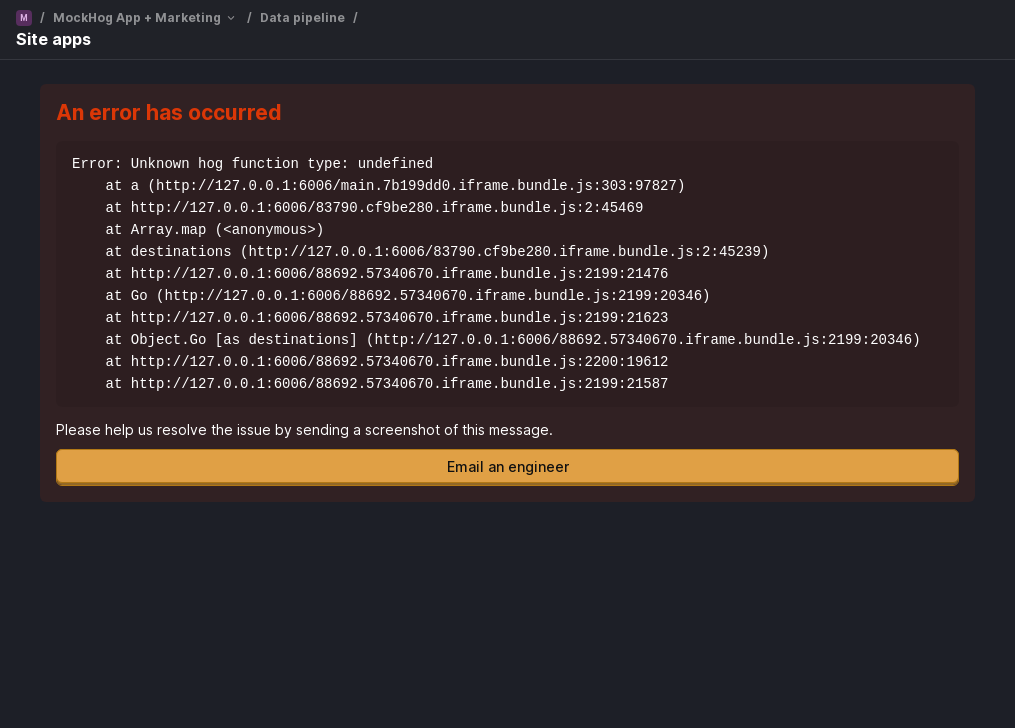 M / MockHog App + Marketing / Data pipeline /
Site apps
An error has occurred
Error: Unknown hog function type: undefined
    at a (http://127.0.0.1:6006/main.7b199dd0.iframe.bundle.js:303:97827)
    at http://127.0.0.1:6006/83790.cf9be280.iframe.bundle.js:2:45469
    at Array.map (<anonymous>)
    at destinations (http://127.0.0.1:6006/83790.cf9be280.iframe.bundle.js:2:45239)
    at http://127.0.0.1:6006/88692.57340670.iframe.bundle.js:2199:21476
    at Go (http://127.0.0.1:6006/88692.57340670.iframe.bundle.js:2199:20346)
    at http://127.0.0.1:6006/88692.57340670.iframe.bundle.js:2199:21623
    at Object.Go [as destinations] (http://127.0.0.1:6006/88692.57340670.iframe.bundle.js:2199:20346)
    at http://127.0.0.1:6006/88692.57340670.iframe.bundle.js:2200:19612
    at http://127.0.0.1:6006/88692.57340670.iframe.bundle.js:2199:21587
Please help us resolve the issue by sending a screenshot of this message.
Email an engineer